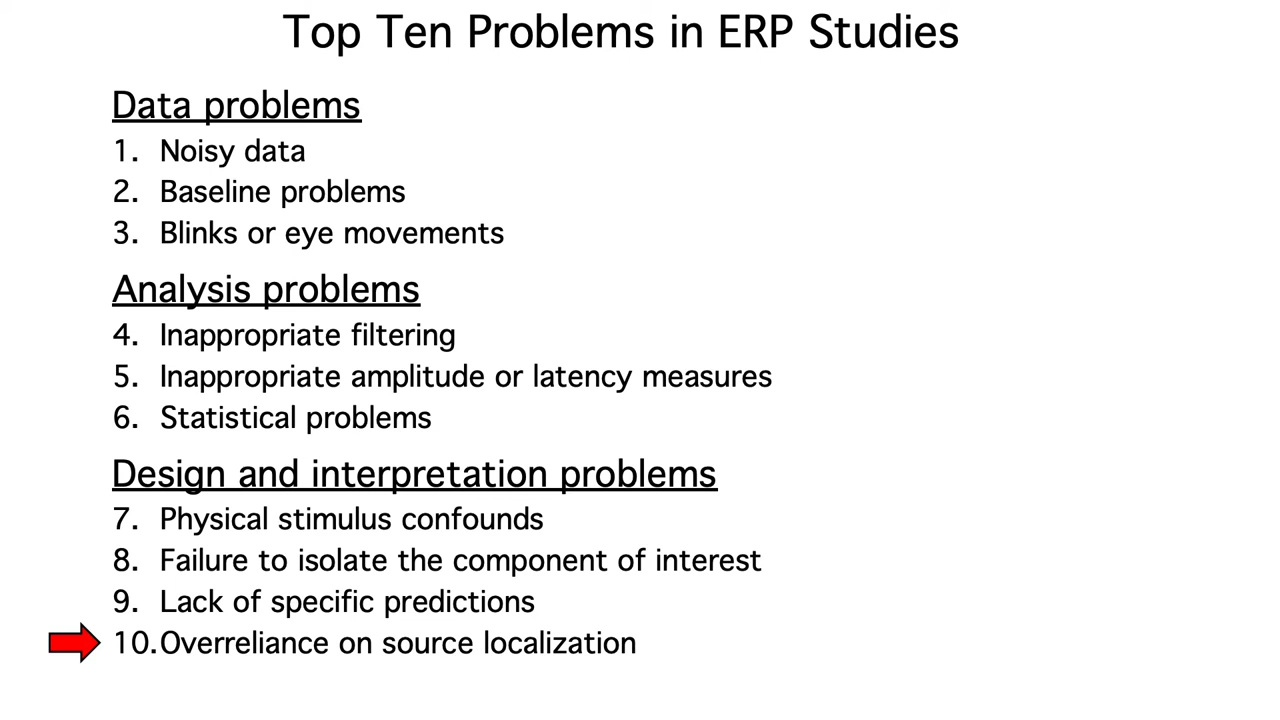 Top Ten Problems in ERP Studies
Data problems
1. Noisy data
2. Baseline problems
3. Blinks or eye movements
Analysis problems
4. Inappropriate filtering
5. Inappropriate amplitude or latency measures
6. Statistical problems
Design and interpretation problems
7. Physical stimulus confounds
8. Failure to isolate the component of interest
9. Lack of specific predictions
10. Overreliance on source localization